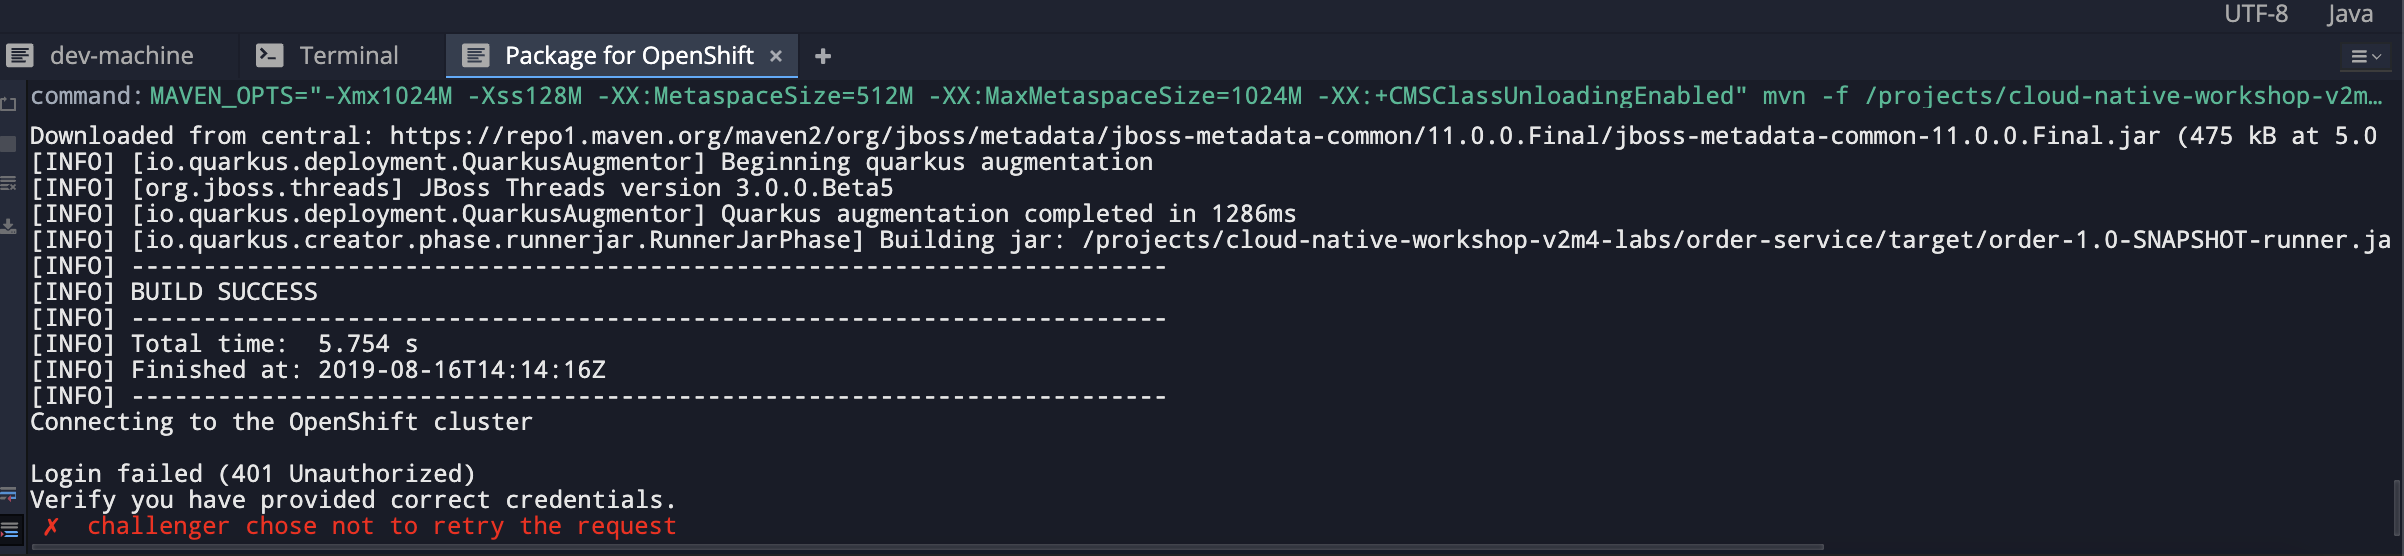 UTF-8 Java
dev-machine Terminal Package for OpenShift × +
command: MAVEN_OPTS="-Xmx1024M -Xss128M -XX:MetaspaceSize=512M -XX:MaxMetaspaceSize=1024M -XX:+CMSClassUnloadingEnabled" mvn -f /projects/cloud-native-workshop-v2m…
Downloaded from central: https://repo1.maven.org/maven2/org/jboss/metadata/jboss-metadata-common/11.0.0.Final/jboss-metadata-common-11.0.0.Final.jar (475 kB at 5.0
[INFO] [io.quarkus.deployment.QuarkusAugmentor] Beginning quarkus augmentation
[INFO] [org.jboss.threads] JBoss Threads version 3.0.0.Beta5
[INFO] [io.quarkus.deployment.QuarkusAugmentor] Quarkus augmentation completed in 1286ms
[INFO] [io.quarkus.creator.phase.runnerjar.RunnerJarPhase] Building jar: /projects/cloud-native-workshop-v2m4-labs/order-service/target/order-1.0-SNAPSHOT-runner.ja
[INFO] ------------------------------------------------------------------------
[INFO] BUILD SUCCESS
[INFO] ------------------------------------------------------------------------
[INFO] Total time:  5.754 s
[INFO] Finished at: 2019-08-16T14:14:16Z
[INFO] ------------------------------------------------------------------------
Connecting to the OpenShift cluster
Login failed (401 Unauthorized)
Verify you have provided correct credentials.
✗ challenger chose not to retry the request